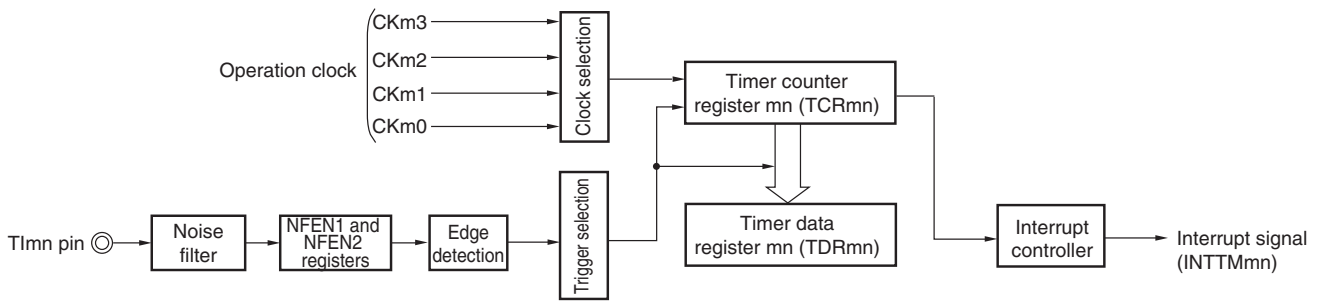 CKm3
CKm2
Operation clock
CKm1
CKm0
Clock selection
Timer counter
register mn (TCRmn)
TImn pin
Noise
filter
NFEN1 and
NFEN2
registers
Edge
detection
Trigger selection
Timer data
register mn (TDRmn)
Interrupt
controller
Interrupt signal
(INTTMmn)